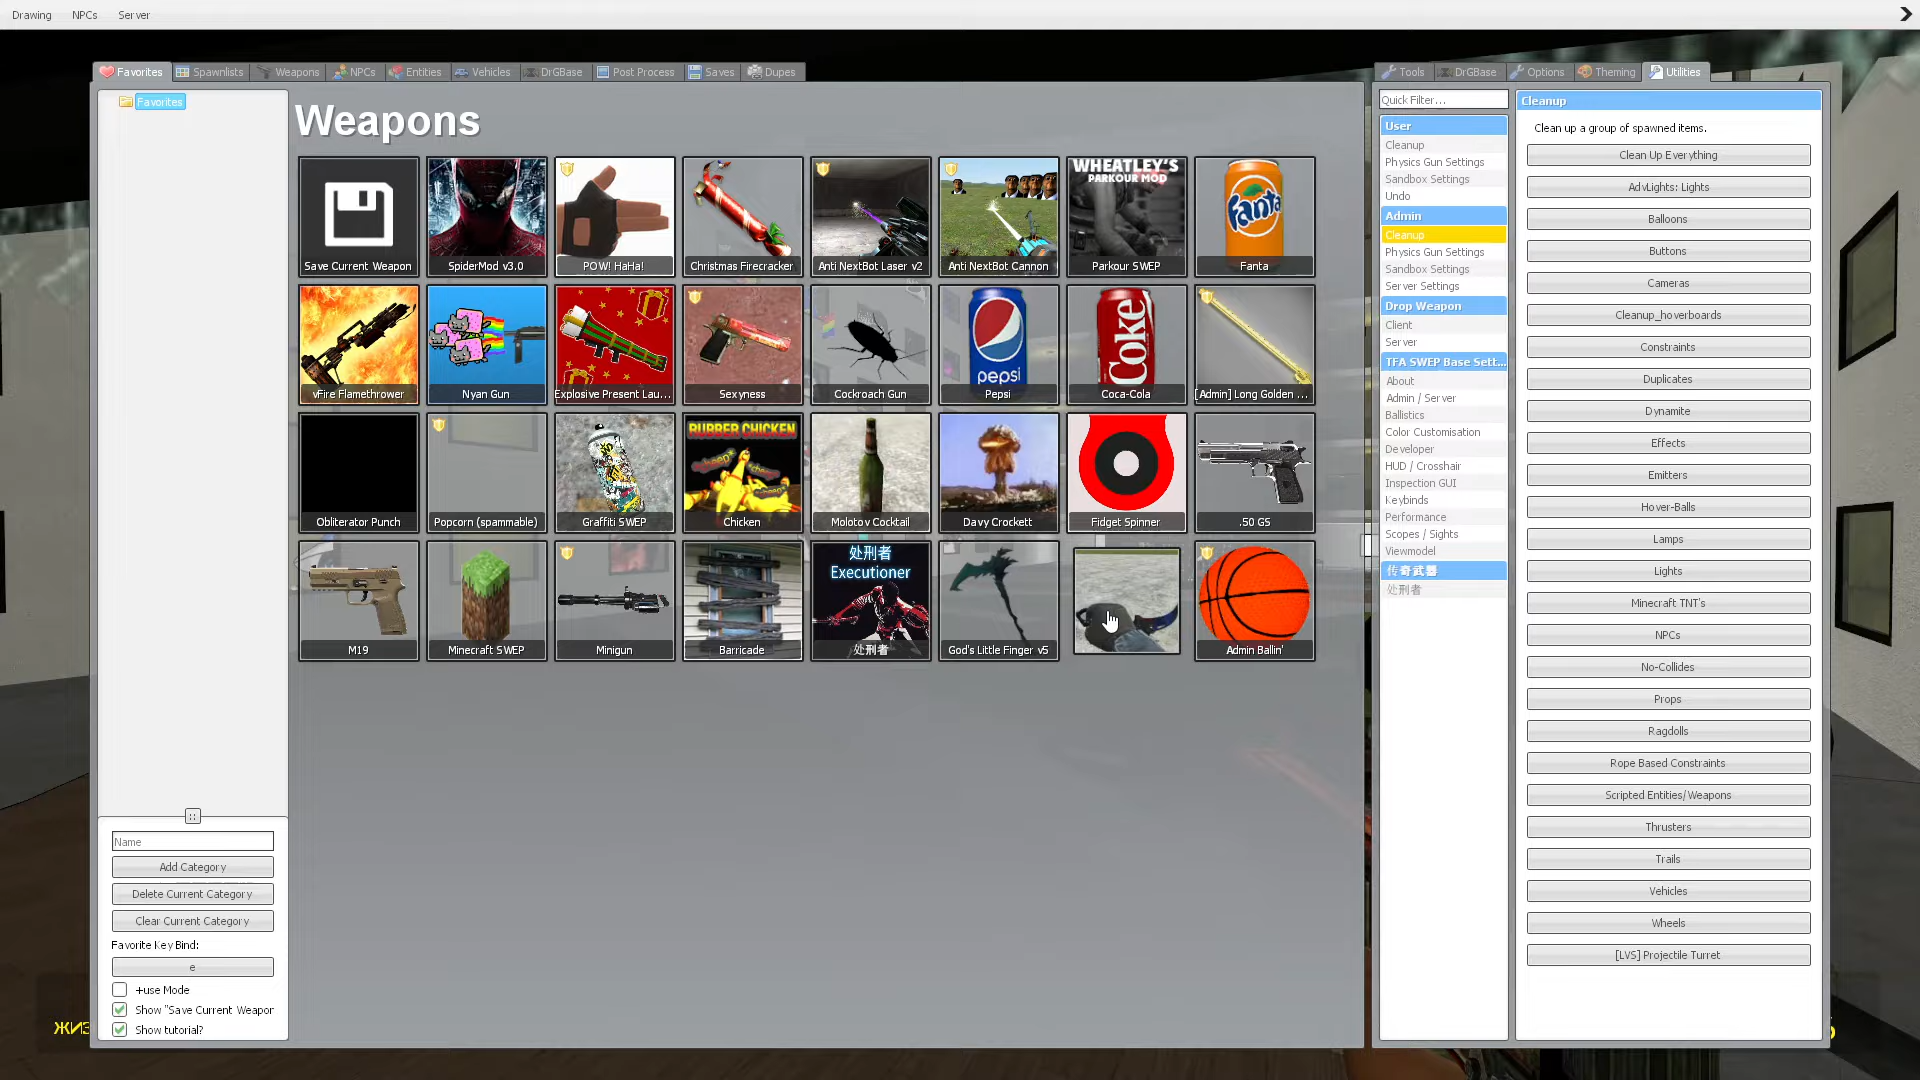 Drawing NPCs Server
Favorites Spawnlists Weapons NPCs Entities Vehicles DrGBase Post Process Saves Dupes
Tools DrGBase Options Theming Utilities
Favorites
Weapons
Save Current Weapon
SpiderMod v3.0
POW! HaHa!
Christmas Firecracker
Anti NextBot Laser v2
Anti NextBot Cannon
WHEATLEY'S
PARKOUR MOD
Parkour SWEP
Fanta
Fanta
vFire Flamethrower
Nyan Gun
Explosive Present Lau...
Sexyness
Cockroach Gun
pepsi
Pepsi
Coke
Coca-Cola
[Admin] Long Golden ...
Obliterator Punch
Popcorn (spammable)
Graffiti SWEP
RUBBER CHICKEN
Chicken
Molotov Cocktail
Davy Crockett
Fidget Spinner
.50 GS
M19
Minecraft SWEP
Minigun
Barricade
处刑者
Executioner
处刑者
God's Little Finger v5
Admin Ballin'
Name
Add Category
Delete Current Category
Clear Current Category
Favorite Key Bind:
e
+use Mode
Show "Save Current Weapor
Show tutorial?
ЖИЗ
Quick Filter...
User
Cleanup
Physics Gun Settings
Sandbox Settings
Undo
Admin
Cleanup
Physics Gun Settings
Sandbox Settings
Server Settings
Drop Weapon
Client
Server
TFA SWEP Base Sett...
About
Admin / Server
Ballistics
Color Customisation
Developer
HUD / Crosshair
Inspection GUI
Keybinds
Performance
Scopes / Sights
Viewmodel
传奇武器
处刑者
Cleanup
Clean up a group of spawned items.
Clean Up Everything
AdvLights: Lights
Balloons
Buttons
Cameras
Cleanup_hoverboards
Constraints
Duplicates
Dynamite
Effects
Emitters
Hover-Balls
Lamps
Lights
Minecraft TNT's
NPCs
No-Collides
Props
Ragdolls
Rope Based Constraints
Scripted Entities/Weapons
Thrusters
Trails
Vehicles
Wheels
[LVS] Projectile Turret